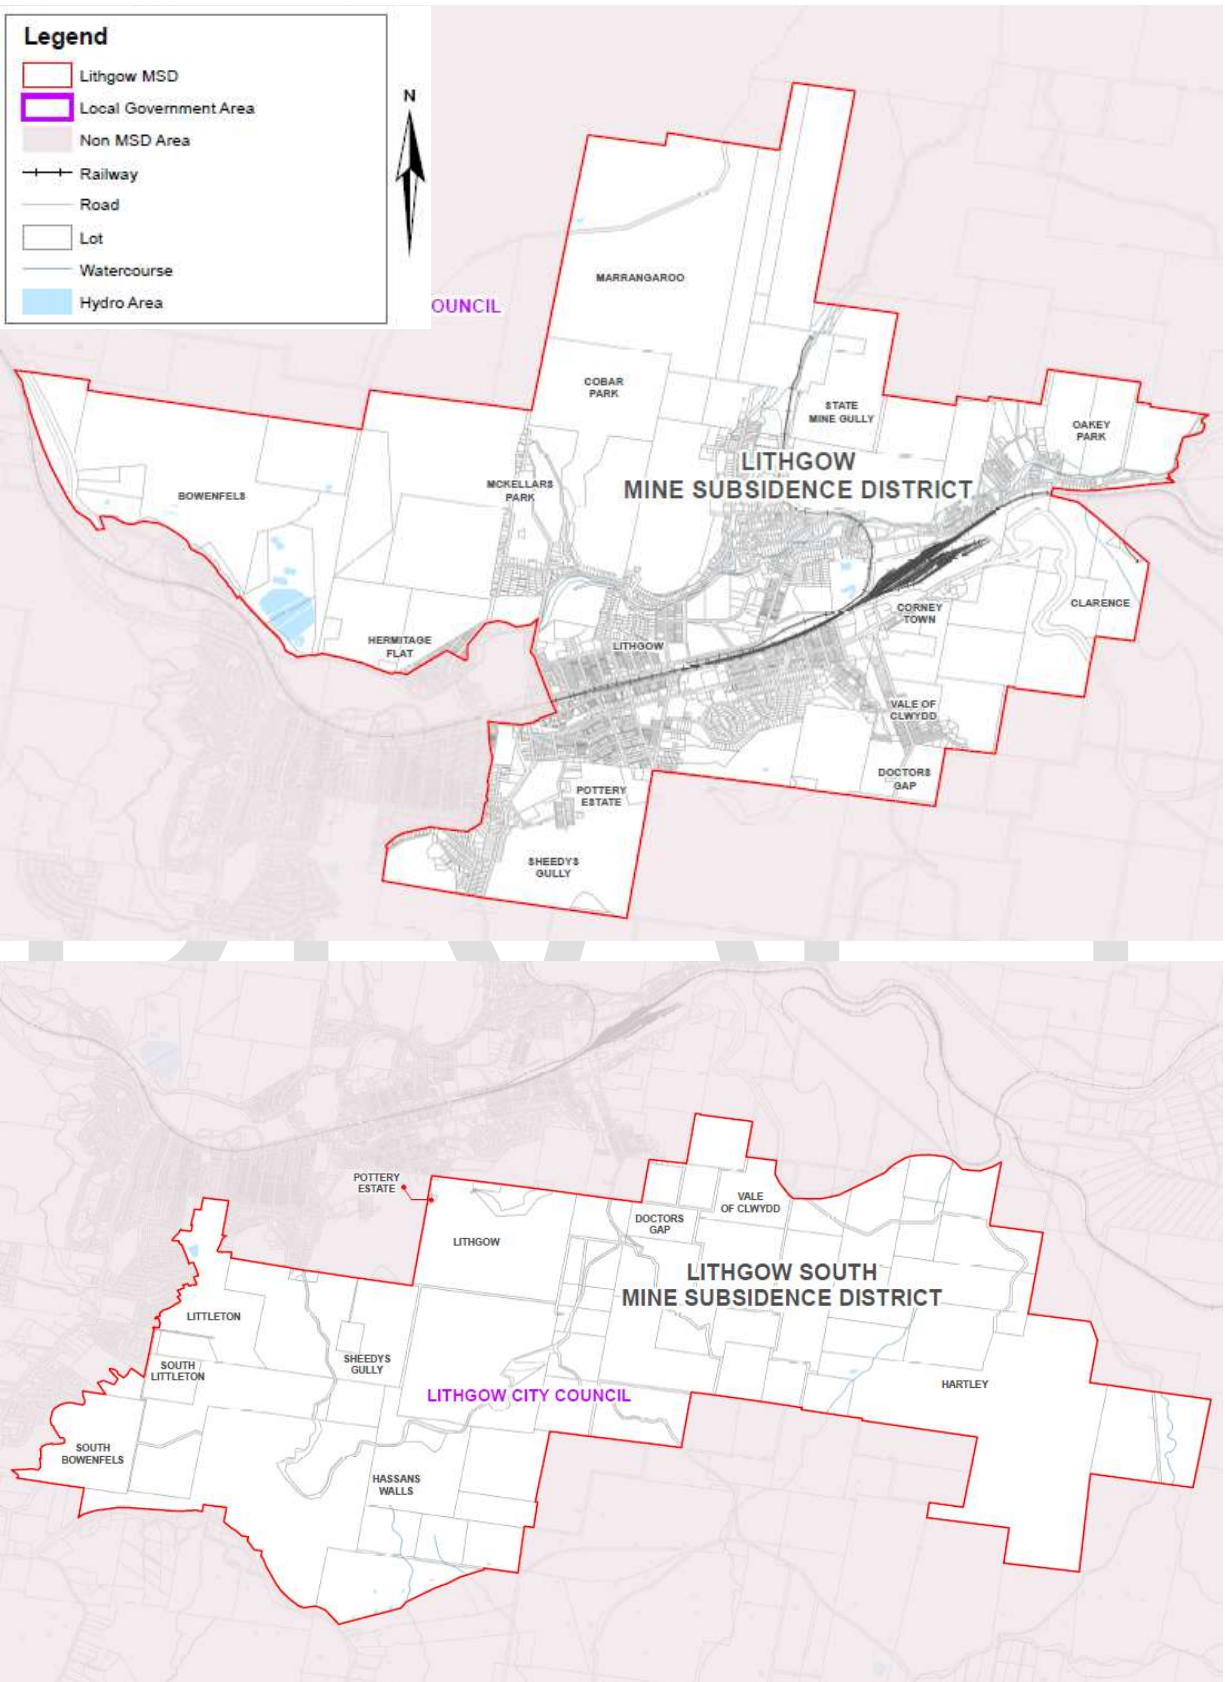 Legend
Lithgow MSD
Local Government Area
Non MSD Area
Railway
Road
Lot
Watercourse
Hydro Area
N
OUNCIL
MARRANGAROO
COBAR
PARK
STATE
MINE GULLY
OAKEY
PARK
LITHGOW
MINE SUBSIDENCE DISTRICT
MCKELLARS
PARK
BOWENFELS
CLARENCE
CORNEY
TOWN
HERMITAGE
FLAT
LITHGOW
VALE OF
CLWYDD
DOCTORS
GAP
POTTERY
ESTATE
SHEEDYS
GULLY
POTTERY
ESTATE
VALE
OF CLWYDD
DOCTORS
GAP
LITHGOW
LITHGOW SOUTH
MINE SUBSIDENCE DISTRICT
LITTLETON
SOUTH
LITTLETON
SHEEDYS
GULLY
HARTLEY
LITHGOW CITY COUNCIL
SOUTH
BOWENFELS
HASSANS
WALLS